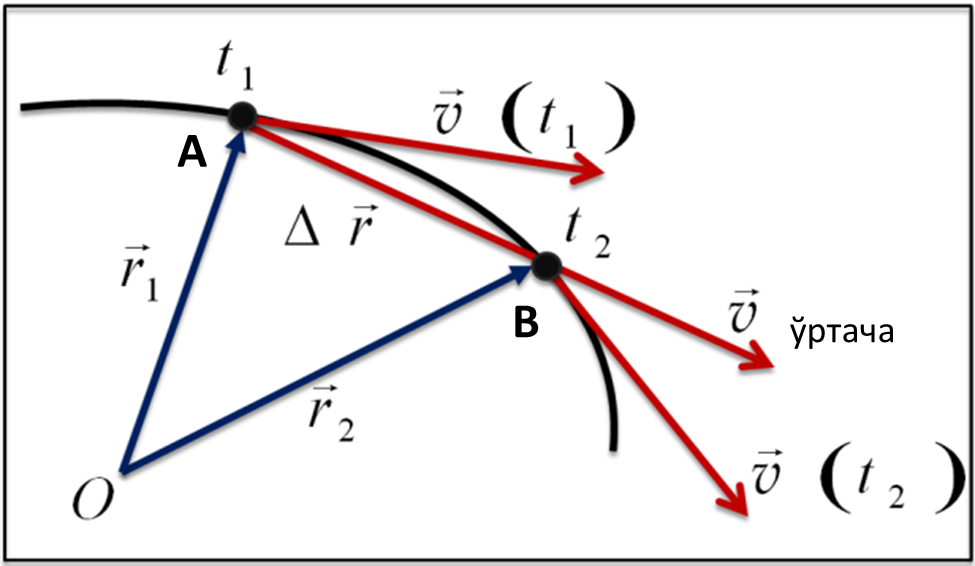 t₁
A
v⃗ (t₁)
Δ r⃗
t₂
r⃗₁
B
v⃗ ўртача
r⃗₂
v⃗ (t₂)
O